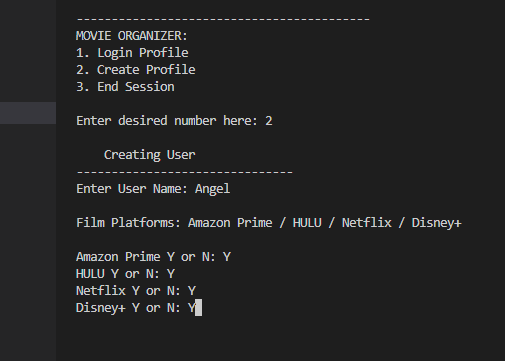 ------------------------------------------
MOVIE ORGANIZER:
1. Login Profile
2. Create Profile
3. End Session
Enter desired number here: 2
Creating User
-------------------------------
Enter User Name: Angel
Film Platforms: Amazon Prime / HULU / Netflix / Disney+
Amazon Prime Y or N: Y
HULU Y or N: Y
Netflix Y or N: Y
Disney+ Y or N: Y